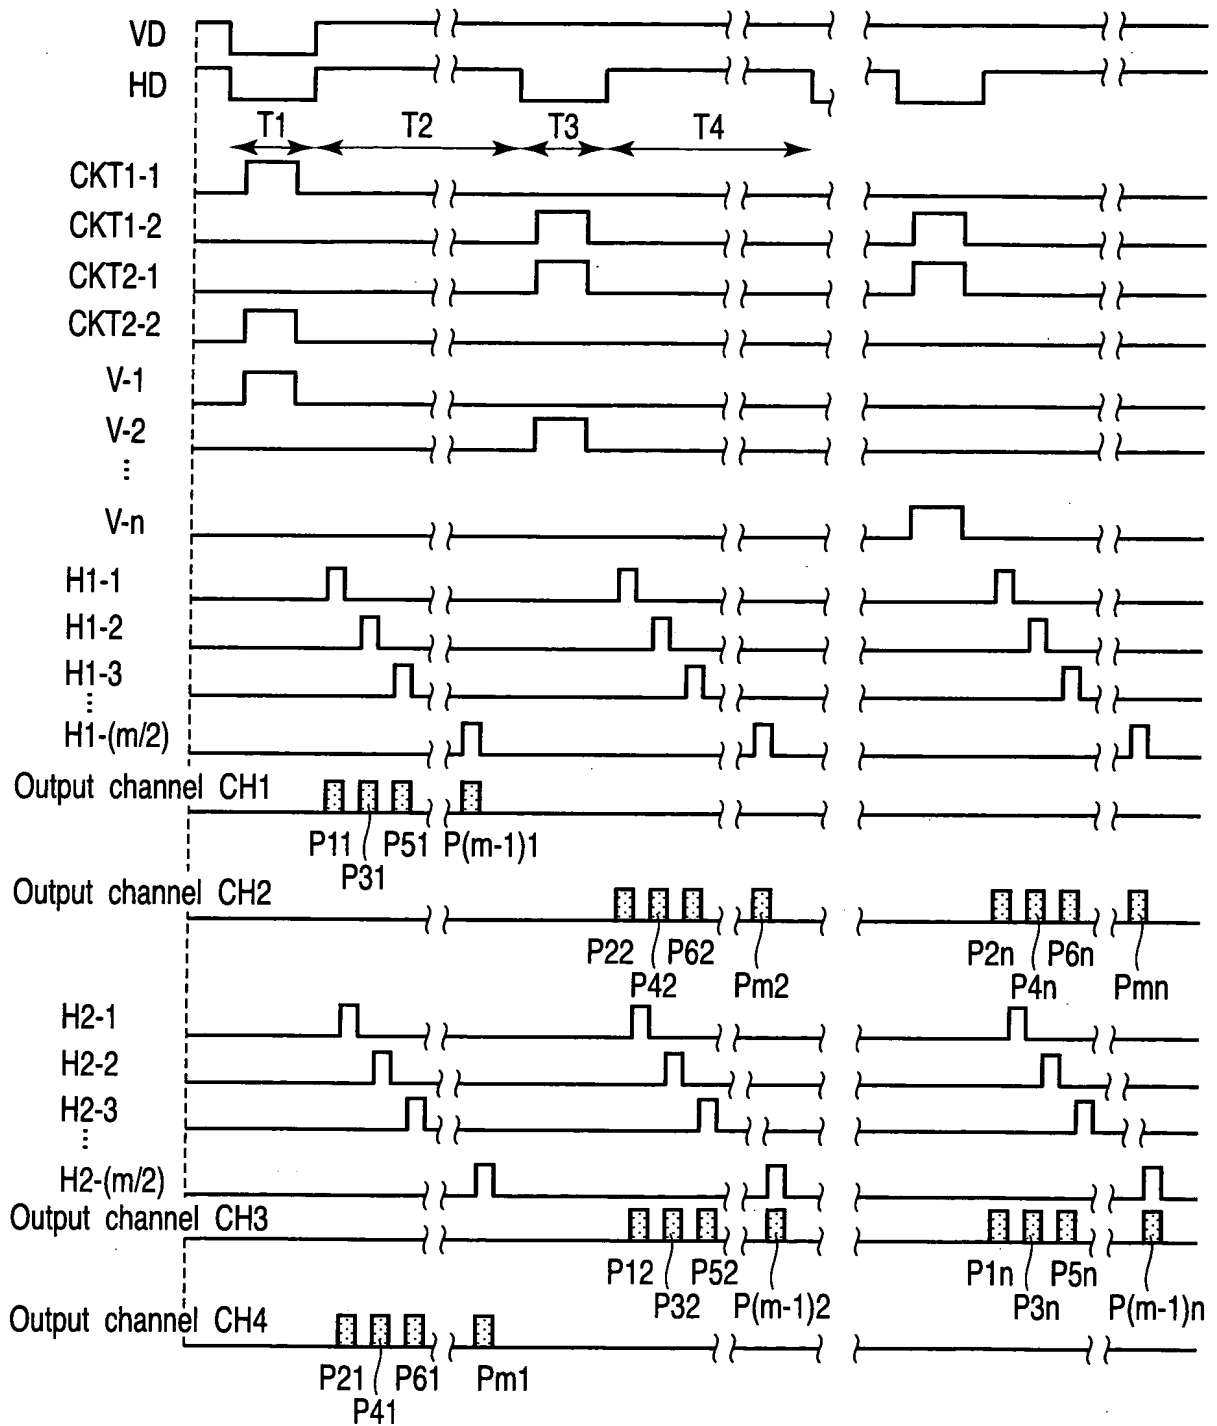 VD
HD
T1 T2 T3 T4
CKT1-1
CKT1-2
CKT2-1
CKT2-2
V-1
V-2
⋮
V-n
H1-1
H1-2
H1-3
⋮
H1-(m/2)
Output channel CH1
P11 P51 P(m-1)1
P31
Output channel CH2
P22 P62 P2n P6n
P42 Pm2 P4n Pmn
H2-1
H2-2
H2-3
⋮
H2-(m/2)
Output channel CH3
P12 P52 P1n P5n
P32 P(m-1)2 P3n P(m-1)n
Output channel CH4
P21 P61 Pm1
P41